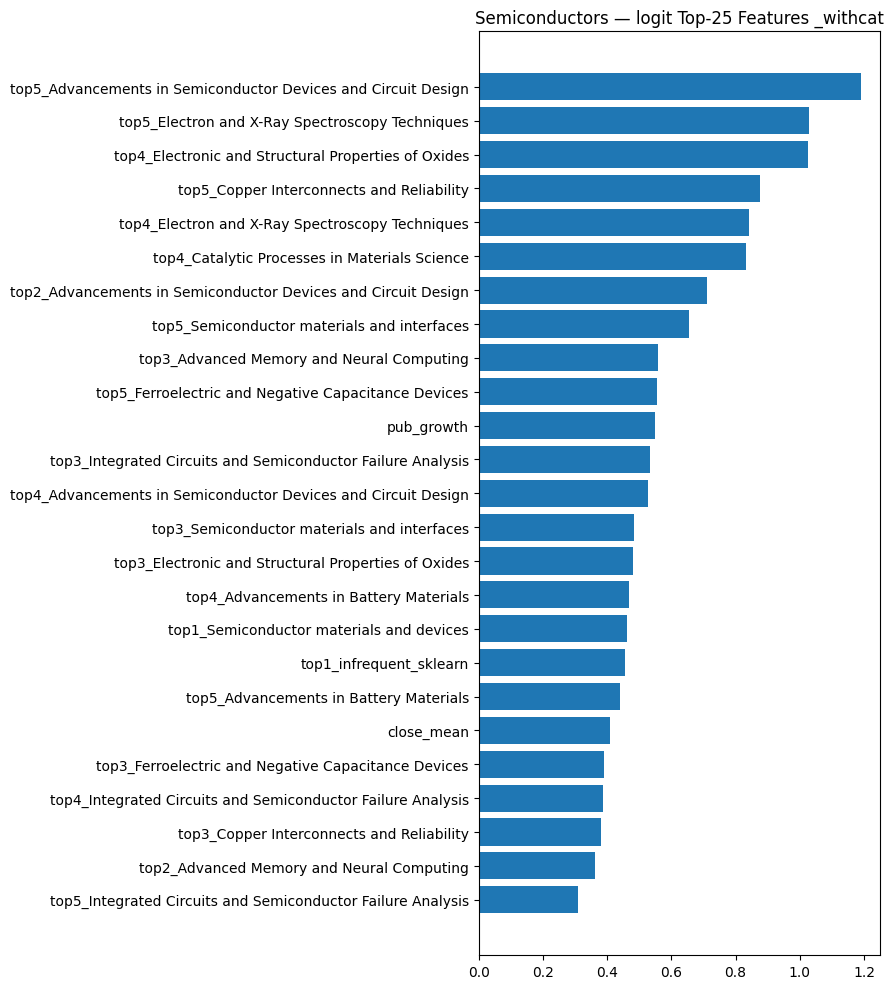 Semiconductors — logit Top-25 Features _withcat
top5_Advancements in Semiconductor Devices and Circuit Design
top5_Electron and X-Ray Spectroscopy Techniques
top4_Electronic and Structural Properties of Oxides
top5_Copper Interconnects and Reliability
top4_Electron and X-Ray Spectroscopy Techniques
top4_Catalytic Processes in Materials Science
top2_Advancements in Semiconductor Devices and Circuit Design
top5_Semiconductor materials and interfaces
top3_Advanced Memory and Neural Computing
top5_Ferroelectric and Negative Capacitance Devices
pub_growth
top3_Integrated Circuits and Semiconductor Failure Analysis
top4_Advancements in Semiconductor Devices and Circuit Design
top3_Semiconductor materials and interfaces
top3_Electronic and Structural Properties of Oxides
top4_Advancements in Battery Materials
top1_Semiconductor materials and devices
top1_infrequent_sklearn
top5_Advancements in Battery Materials
close_mean
top3_Ferroelectric and Negative Capacitance Devices
top4_Integrated Circuits and Semiconductor Failure Analysis
top3_Copper Interconnects and Reliability
top2_Advanced Memory and Neural Computing
top5_Integrated Circuits and Semiconductor Failure Analysis
0.0 0.2 0.4 0.6 0.8 1.0 1.2